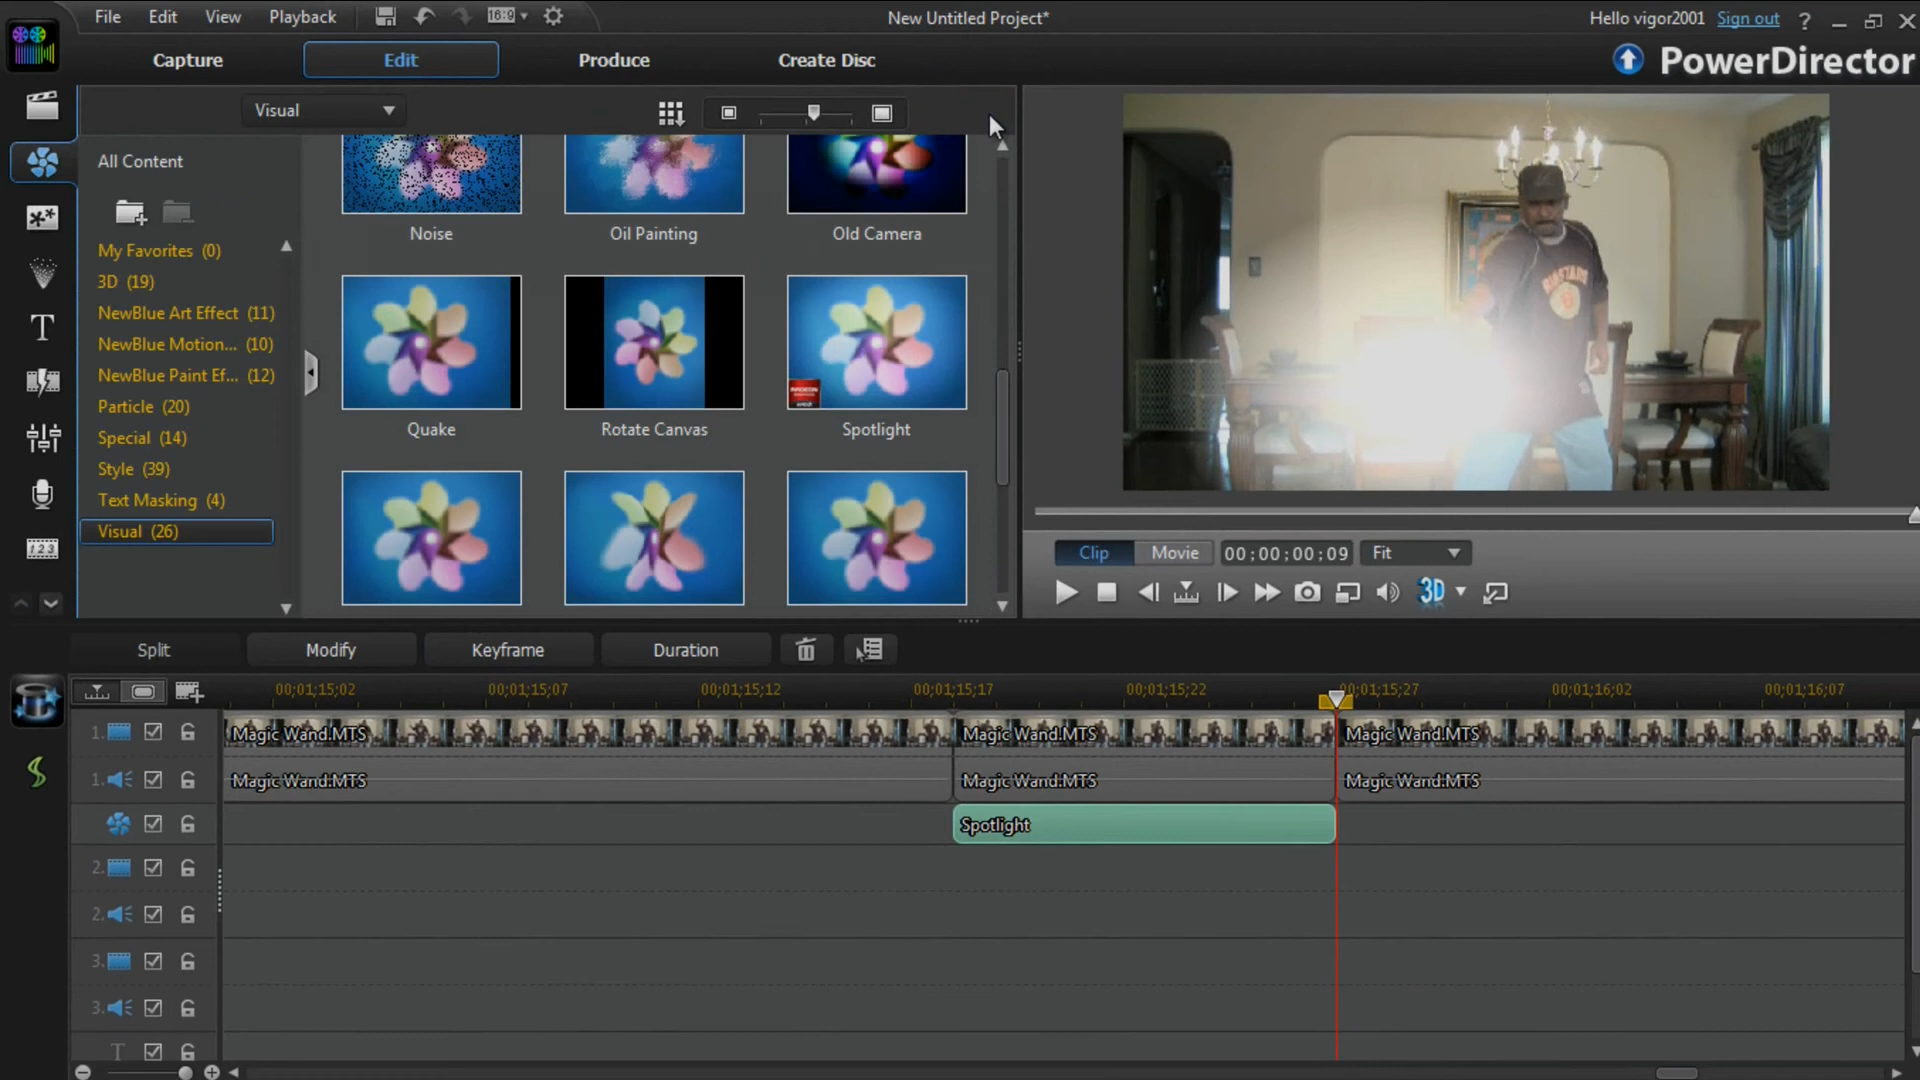 File Edit View Playback 16:9 New Untitled Project* Hello vigor2001 Sign out ?
Capture Edit Produce Create Disc PowerDirector
Visual
All Content
My Favorites (0)
3D (19)
NewBlue Art Effect (11)
NewBlue Motion... (10)
NewBlue Paint Ef... (12)
Particle (20)
Special (14)
Style (39)
Text Masking (4)
Visual (26)
Noise Oil Painting Old Camera
Quake Rotate Canvas Spotlight
Clip Movie 00;00;00;09 Fit
3D
Split Modify Keyframe Duration
00;01;15;02 00;01;15;07 00;01;15;12 00;01;15;17 00;01;15;22 00;01;15;27 00;01;16;02 00;01;16;07
1. Magic Wand.MTS Magic Wand.MTS Magic Wand.MTS
1. Magic Wand.MTS Magic Wand.MTS Magic Wand.MTS
Spotlight
2.
2.
3.
3.
T